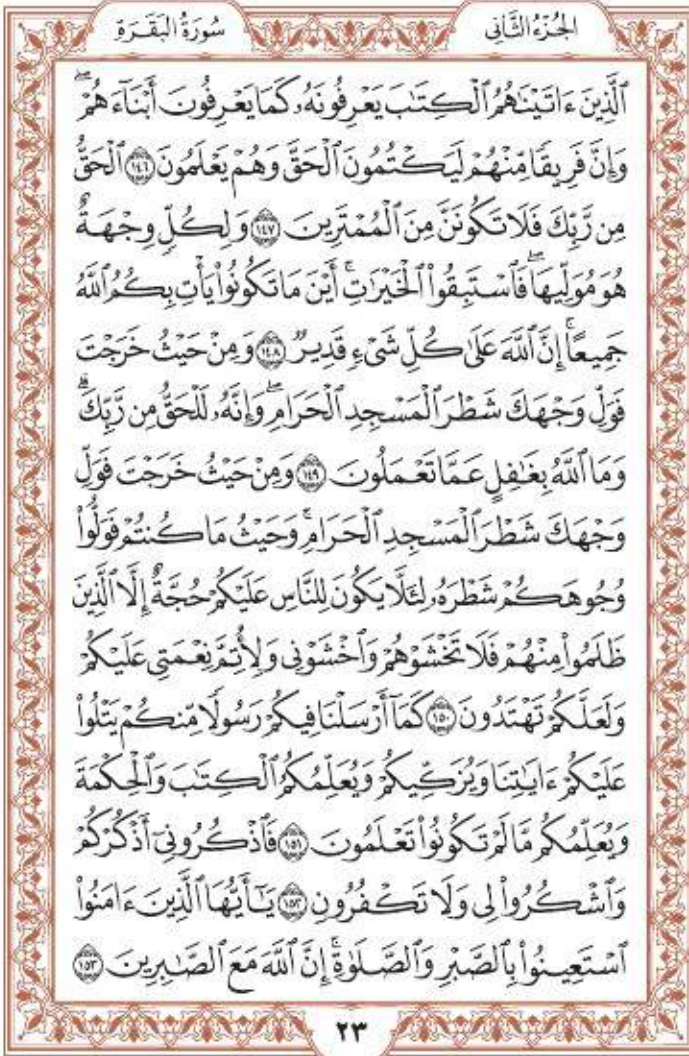 سُورَةُ الْبَقَرَةِ الجُزْءُ الثَّانِي
ٱلَّذِينَ ءَاتَيْنَٰهُمُ ٱلْكِتَٰبَ يَعْرِفُونَهُۥ كَمَا يَعْرِفُونَ أَبْنَآءَهُمْۖ
وَإِنَّ فَرِيقًا مِّنْهُمْ لَيَكْتُمُونَ ٱلْحَقَّ وَهُمْ يَعْلَمُونَ ۝١٤٦ ٱلْحَقُّ
مِن رَّبِّكَ فَلَا تَكُونَنَّ مِنَ ٱلْمُمْتَرِينَ ۝١٤٧ وَلِكُلٍّ وِجْهَةٌ
هُوَ مُوَلِّيهَاۖ فَٱسْتَبِقُوا۟ ٱلْخَيْرَٰتِۚ أَيْنَ مَا تَكُونُوا۟ يَأْتِ بِكُمُ ٱللَّهُ
جَمِيعًاۚ إِنَّ ٱللَّهَ عَلَىٰ كُلِّ شَىْءٍ قَدِيرٌ ۝١٤٨ وَمِنْ حَيْثُ خَرَجْتَ
فَوَلِّ وَجْهَكَ شَطْرَ ٱلْمَسْجِدِ ٱلْحَرَامِۖ وَإِنَّهُۥ لَلْحَقُّ مِن رَّبِّكَۗ
وَمَا ٱللَّهُ بِغَٰفِلٍ عَمَّا تَعْمَلُونَ ۝١٤٩ وَمِنْ حَيْثُ خَرَجْتَ فَوَلِّ
وَجْهَكَ شَطْرَ ٱلْمَسْجِدِ ٱلْحَرَامِۚ وَحَيْثُ مَا كُنتُمْ فَوَلُّوا۟
وُجُوهَكُمْ شَطْرَهُۥ لِئَلَّا يَكُونَ لِلنَّاسِ عَلَيْكُمْ حُجَّةٌ إِلَّا ٱلَّذِينَ
ظَلَمُوا۟ مِنْهُمْ فَلَا تَخْشَوْهُمْ وَٱخْشَوْنِى وَلِأُتِمَّ نِعْمَتِى عَلَيْكُمْ
وَلَعَلَّكُمْ تَهْتَدُونَ ۝١٥٠ كَمَآ أَرْسَلْنَا فِيكُمْ رَسُولًا مِّنكُمْ يَتْلُوا۟
عَلَيْكُمْ ءَايَٰتِنَا وَيُزَكِّيكُمْ وَيُعَلِّمُكُمُ ٱلْكِتَٰبَ وَٱلْحِكْمَةَ
وَيُعَلِّمُكُم مَّا لَمْ تَكُونُوا۟ تَعْلَمُونَ ۝١٥١ فَٱذْكُرُونِىٓ أَذْكُرْكُمْ
وَٱشْكُرُوا۟ لِى وَلَا تَكْفُرُونِ ۝١٥٢ يَٰٓأَيُّهَا ٱلَّذِينَ ءَامَنُوا۟
ٱسْتَعِينُوا۟ بِٱلصَّبْرِ وَٱلصَّلَوٰةِۚ إِنَّ ٱللَّهَ مَعَ ٱلصَّٰبِرِينَ ۝١٥٣
٢٣